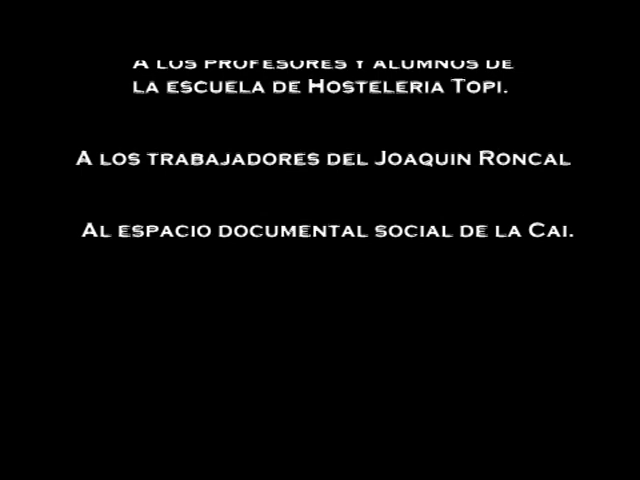 A los profesores y alumnos de
la escuela de Hosteleria Topi.
A los trabajadores del Joaquin Roncal
Al espacio documental social de la Cai.